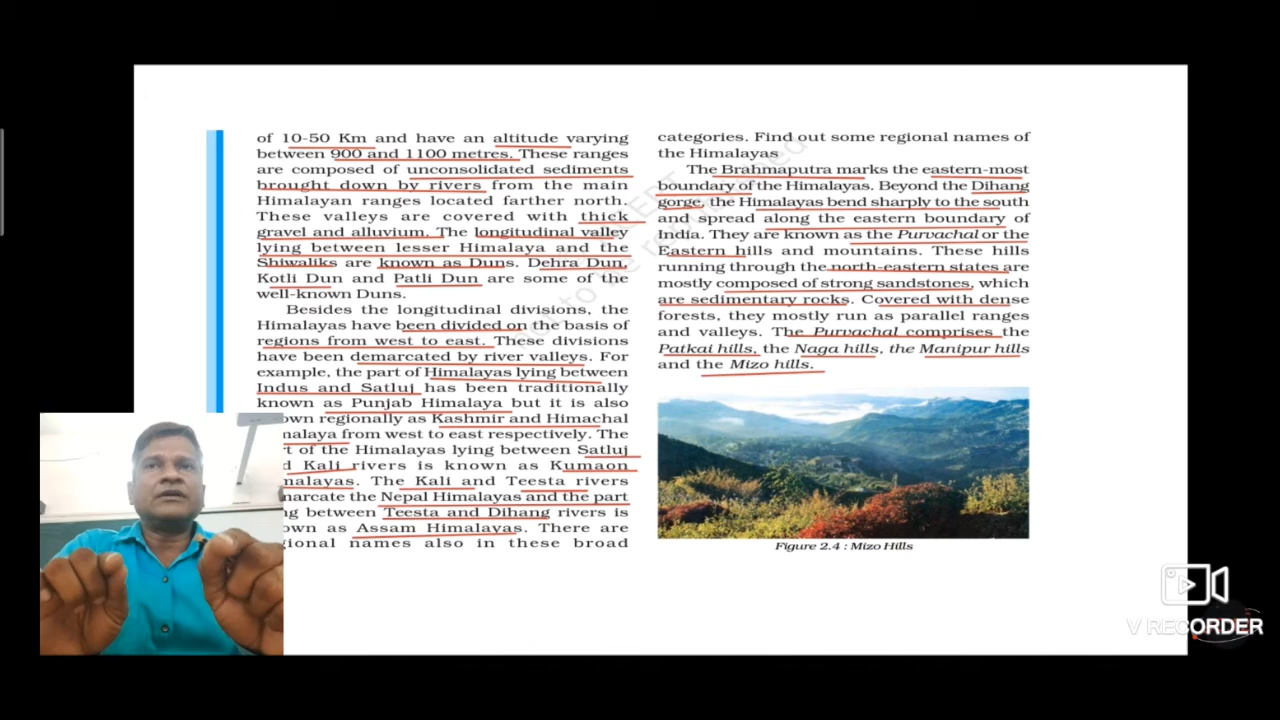 of 10-50 Km and have an altitude varying
between 900 and 1100 metres. These ranges
are composed of unconsolidated sediments
brought down by rivers from the main
Himalayan ranges located farther north.
These valleys are covered with thick
gravel and alluvium. The longitudinal valley
lying between lesser Himalaya and the
Shiwaliks are known as Duns. Dehra Dun,
Kotli Dun and Patli Dun are some of the
well-known Duns.
Besides the longitudinal divisions, the
Himalayas have been divided on the basis of
regions from west to east. These divisions
have been demarcated by river valleys. For
example, the part of Himalayas lying between
Indus and Satluj has been traditionally
known as Punjab Himalaya but it is also
own regionally as Kashmir and Himachal
malaya from west to east respectively. The
rt of the Himalayas lying between Satluj
d Kali rivers is known as Kumaon
malayas. The Kali and Teesta rivers
marcate the Nepal Himalayas and the part
ng between Teesta and Dihang rivers is
own as Assam Himalayas. There are
gional names also in these broad
categories. Find out some regional names of
the Himalayas
The Brahmaputra marks the eastern-most
boundary of the Himalayas. Beyond the Dihang
gorge, the Himalayas bend sharply to the south
and spread along the eastern boundary of
India. They are known as the Purvachal or the
Eastern hills and mountains. These hills
running through the north-eastern states are
mostly composed of strong sandstones, which
are sedimentary rocks. Covered with dense
forests, they mostly run as parallel ranges
and valleys. The Purvachal comprises the
Patkai hills, the Naga hills, the Manipur hills
and the Mizo hills.
Figure 2.4 : Mizo Hills
V RECORDER